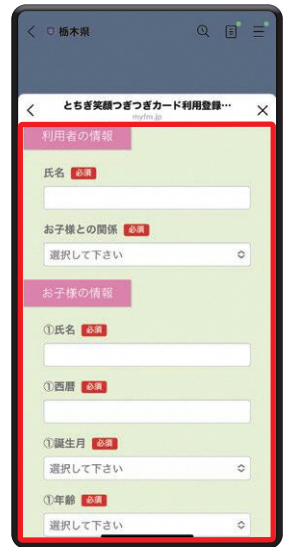 栃木県
とちぎ笑顔つぎつぎカード利用登録…
myfm.jp
利用者の情報
氏名 必須
お子様との関係 必須
選択して下さい
お子様の情報
①氏名 必須
①西暦 必須
①誕生月 必須
選択して下さい
①年齢 必須
選択して下さい